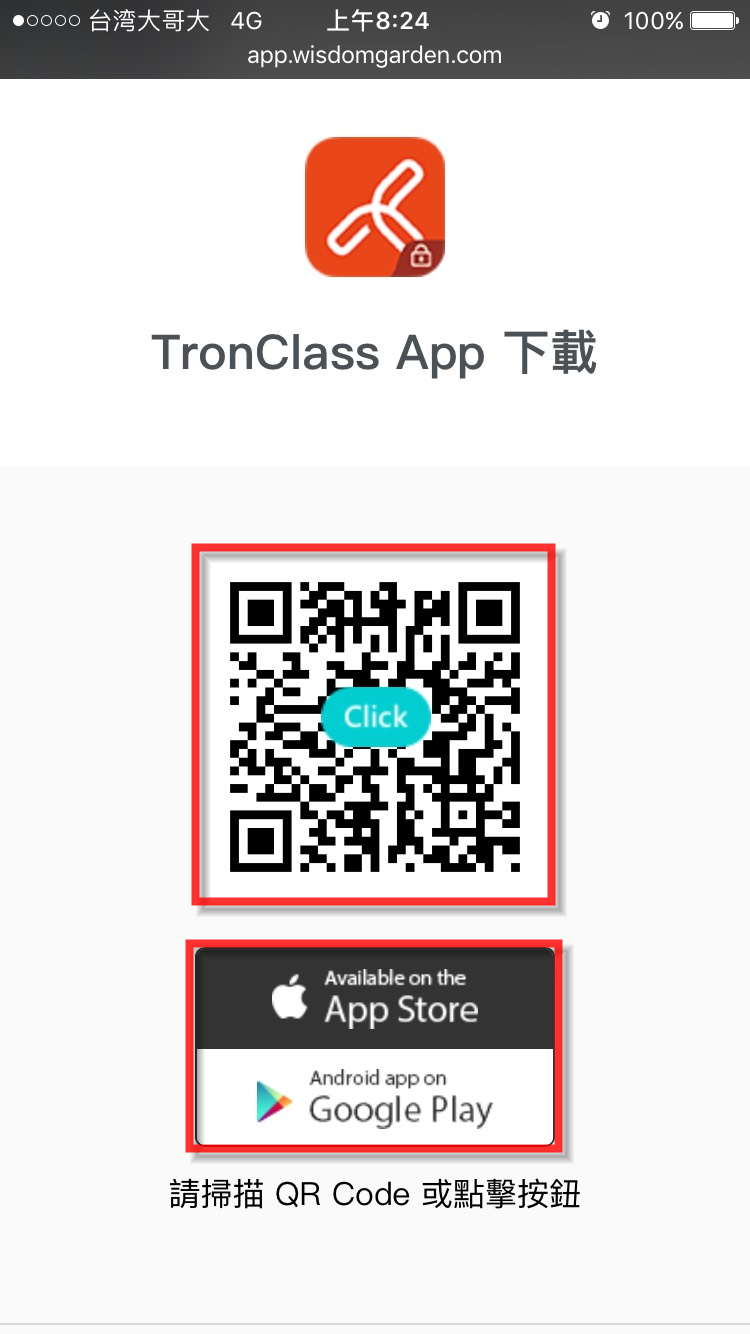 台湾大哥大 4G 上午8:24 100%
app.wisdomgarden.com
TronClass App 下載
Click
Available on the
App Store
Android app on
Google Play
請掃描 QR Code 或點擊按鈕